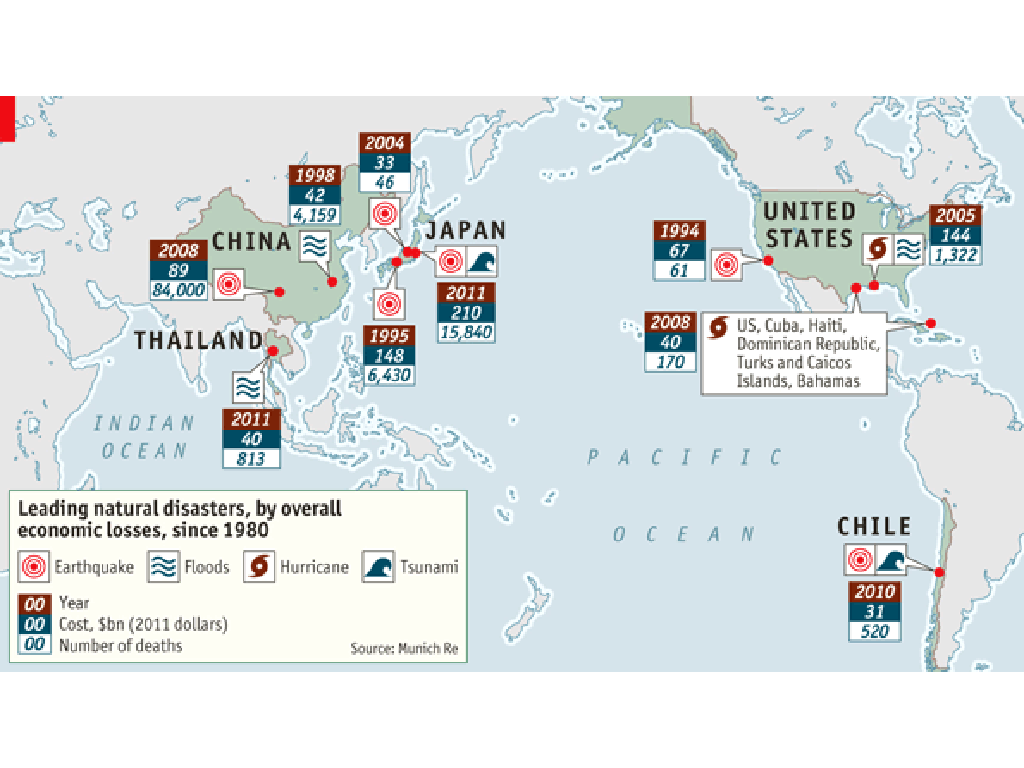 2004
33
46
1998
42
4,159
CHINA
2008
89
84,000
JAPAN
2011
210
15,840
1995
148
6,430
THAILAND
2011
40
813
UNITED
STATES
1994
67
61
2005
144
1,322
2008
40
170
US, Cuba, Haiti,
Dominican Republic,
Turks and Caicos
Islands, Bahamas
INDIAN
OCEAN
PACIFIC
OCEAN
CHILE
2010
31
520
Leading natural disasters, by overall
economic losses, since 1980
Earthquake Floods Hurricane Tsunami
00 Year
00 Cost, $bn (2011 dollars)
00 Number of deaths
Source: Munich Re